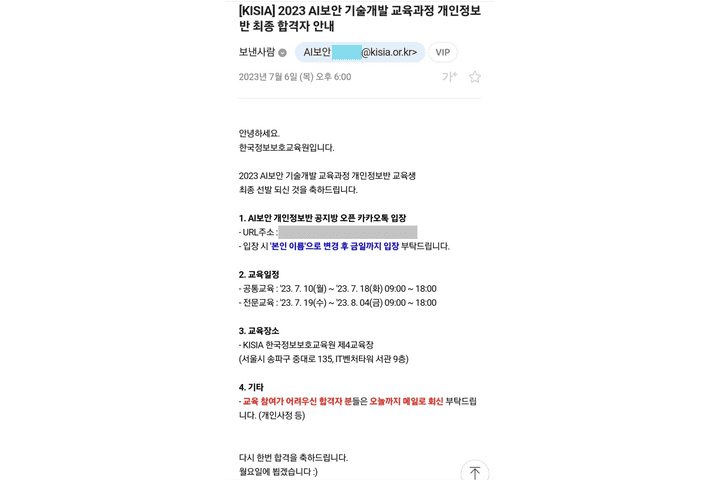 [KISIA] 2023 AI보안 기술개발 교육과정 개인정보
반 최종 합격자 안내
보낸사람
AI보안 @kisia.or.kr>
VIP
2023년 7월 6일 (목) 오후 6:00
가+
안녕하세요.
한국정보보호교육원입니다.
2023 AI보안 기술개발 교육과정 개인정보반 교육생
최종 선발 되신 것을 축하드립니다.
1. AI보안 개인정보반 공지방 오픈 카카오톡 입장
- URL주소 :
- 입장 시 '본인 이름'으로 변경 후 금일까지 입장 부탁드립니다.
2. 교육일정
- 공통교육 : '23. 7. 10(월) ~ '23. 7. 18(화) 09:00 ~ 18:00
- 전문교육 : '23. 7. 19(수) ~ '23. 8. 04(금) 09:00 ~ 18:00
3. 교육장소
- KISIA 한국정보보호교육원 제4교육장
(서울시 송파구 중대로 135, IT벤처타워 서관 9층)
4. 기타
- 교육 참여가 어려우신 합격자 분들은 오늘까지 메일로 회신 부탁드립
니다. (개인사정 등)
다시 한번 합격을 축하드립니다.
월요일에 뵙겠습니다 :)